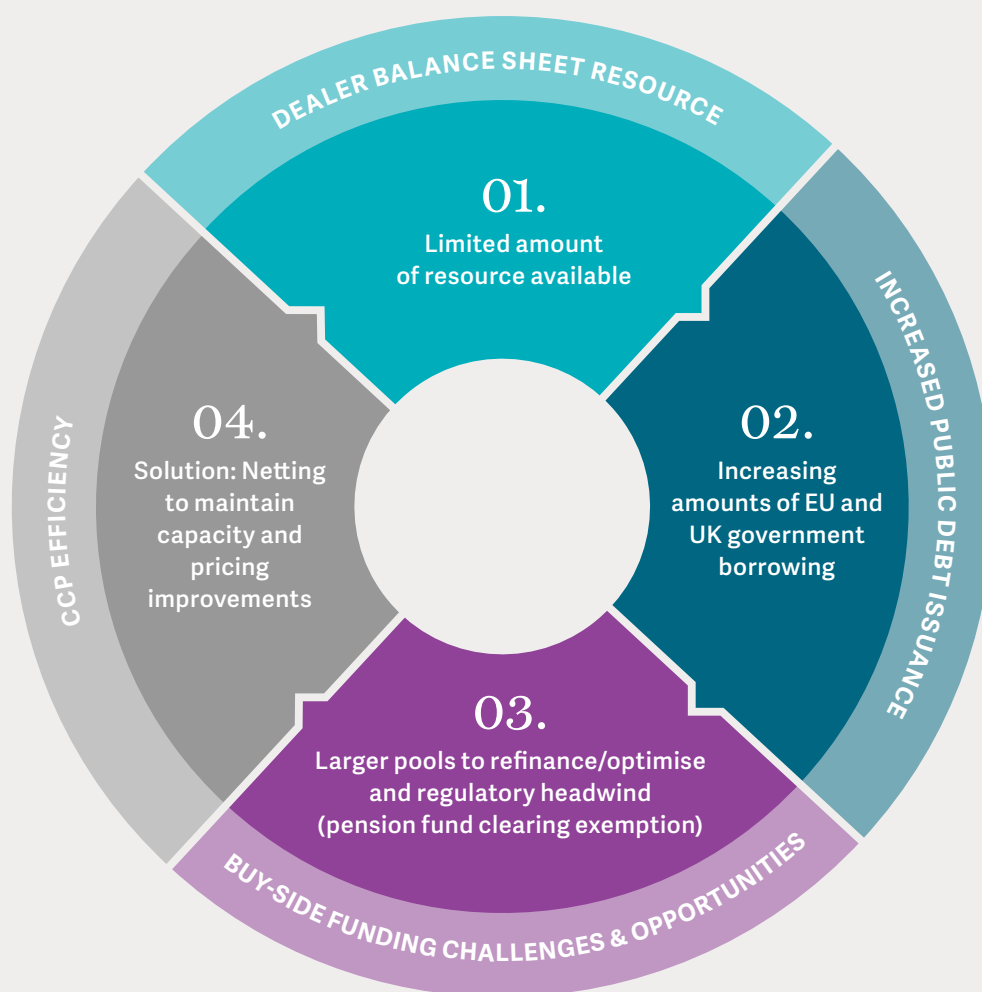 DEALER BALANCE SHEET RESOURCE
01.
Limited amount
of resource available
INCREASED PUBLIC DEBT ISSUANCE
02.
Increasing
amounts of EU and
UK government
borrowing
03.
Larger pools to refinance/optimise
and regulatory headwind
(pension fund clearing exemption)
BUY-SIDE FUNDING CHALLENGES & OPPORTUNITIES
CCP EFFICIENCY
04.
Solution: Netting
to maintain
capacity and
pricing
improvements